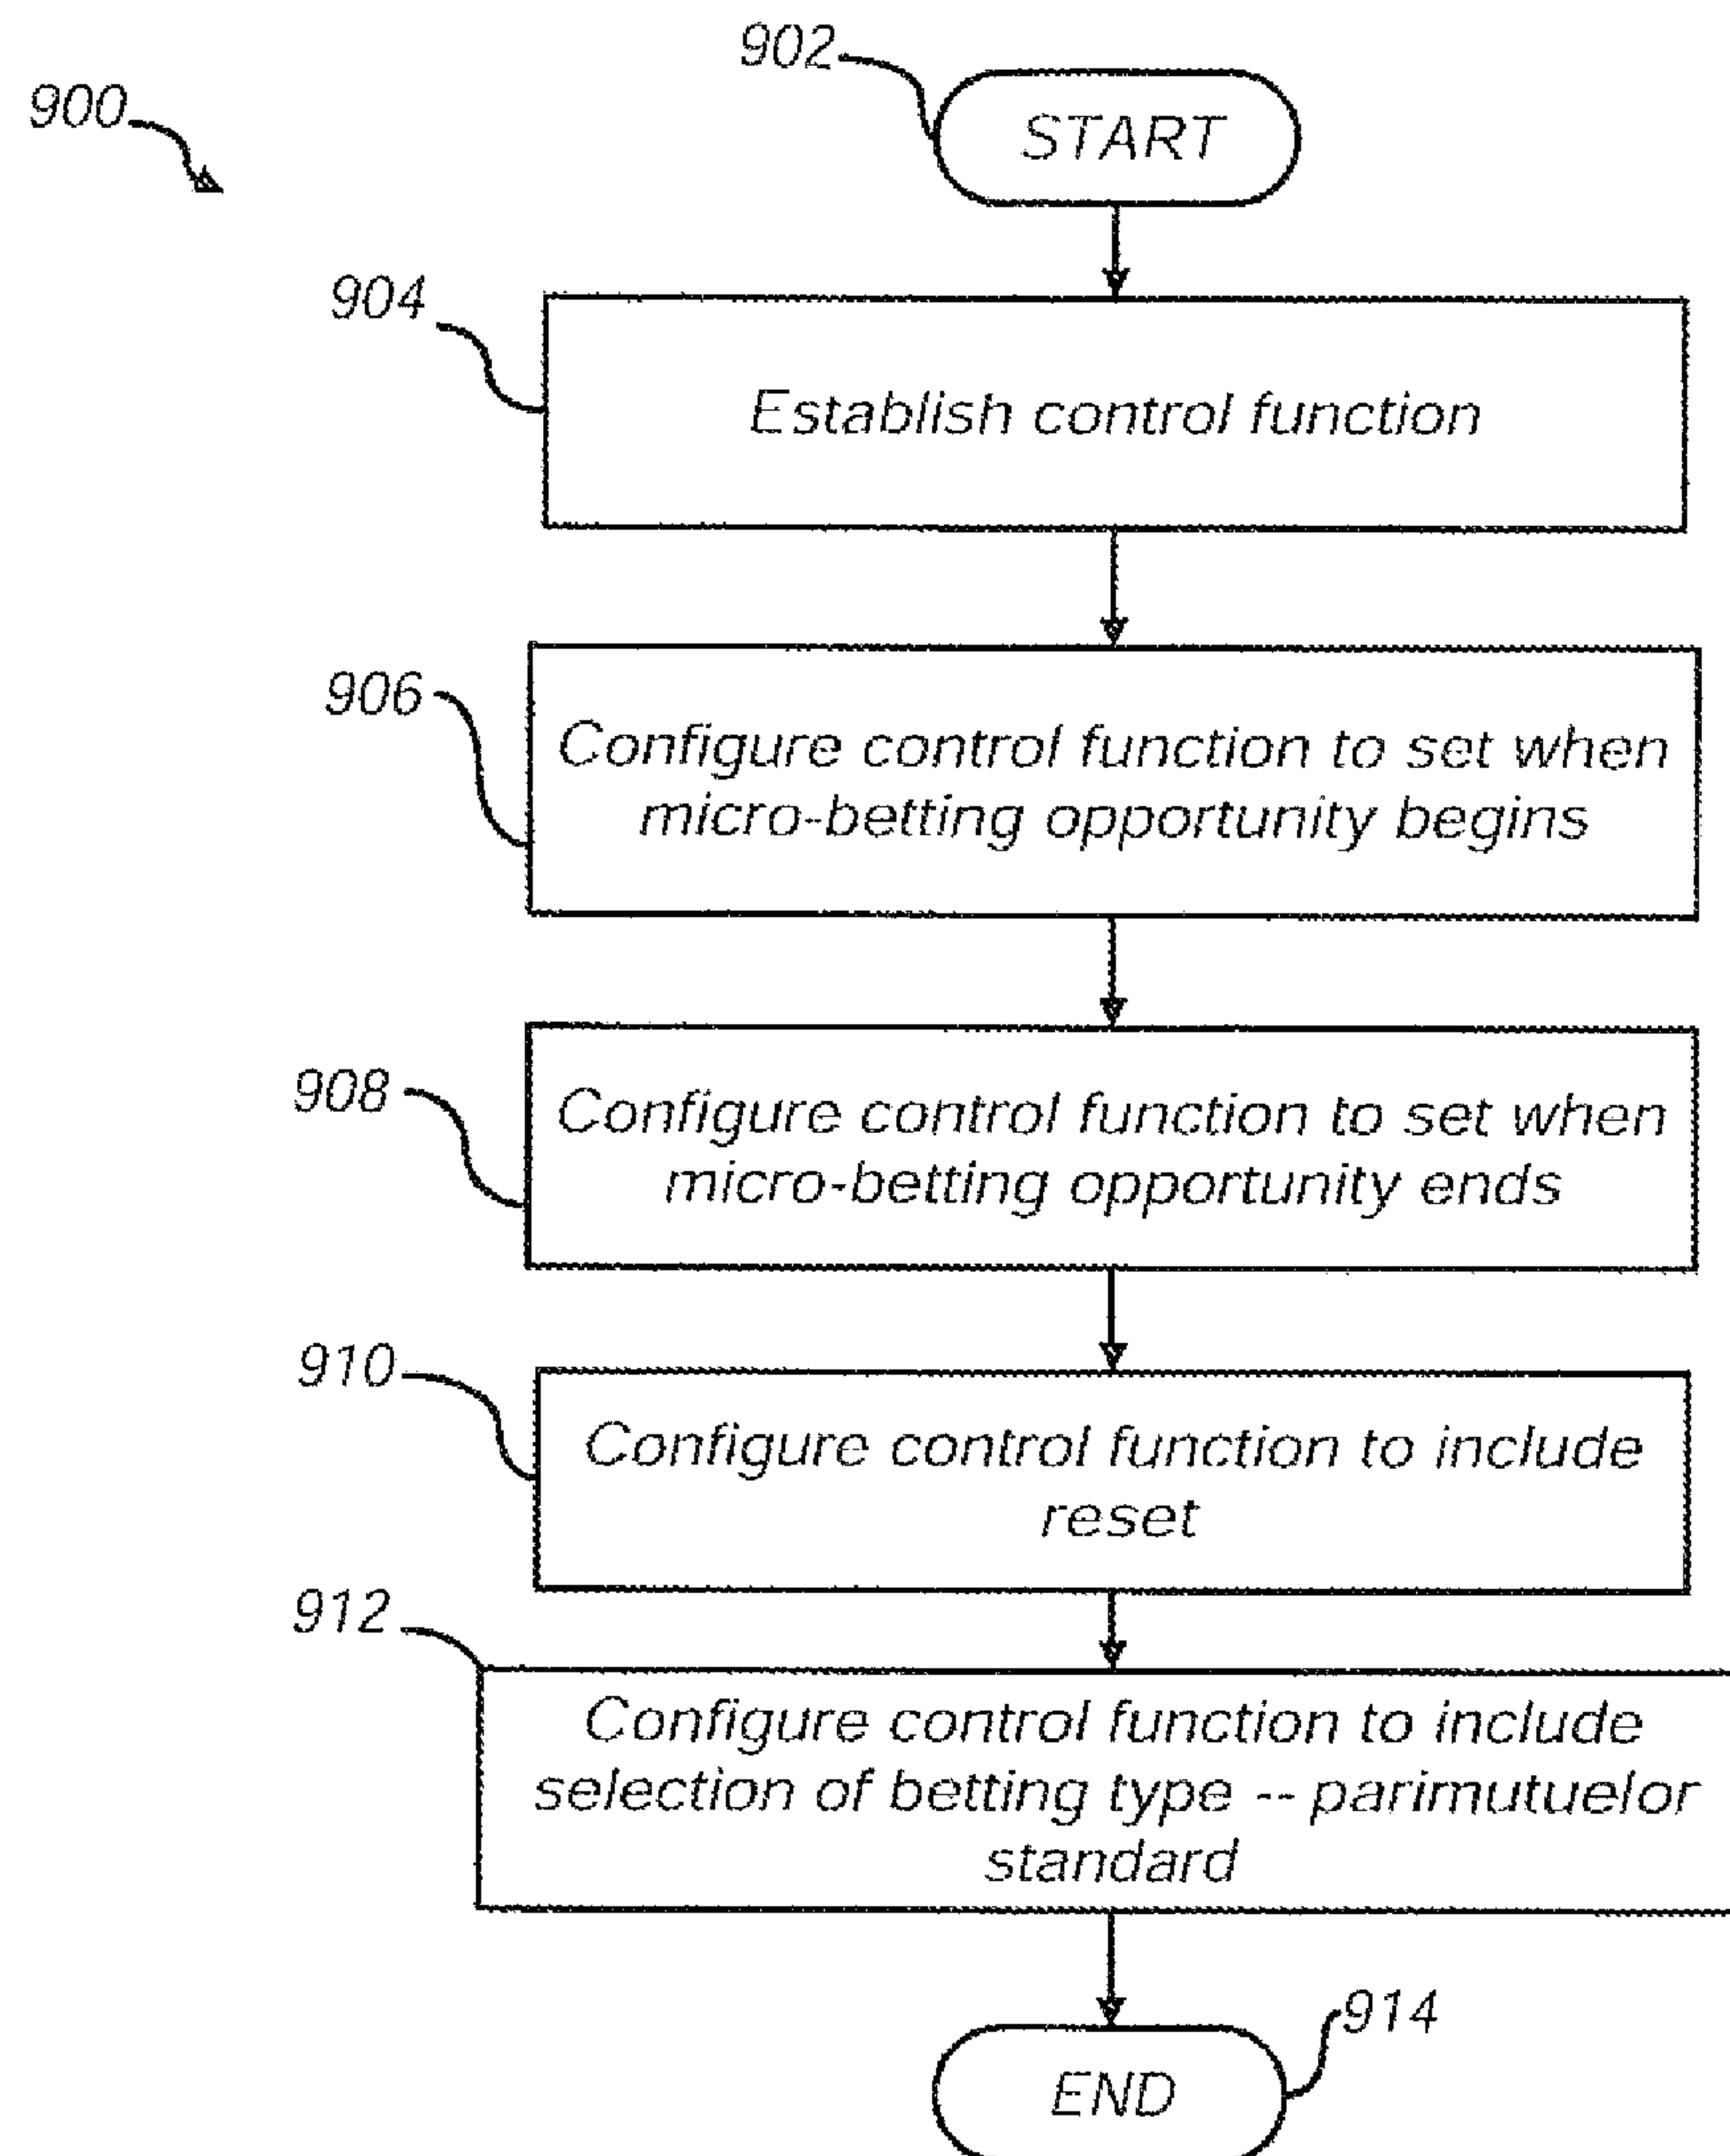 902
900
START
904
Establish control function
906
Configure control function to set when
micro-betting opportunity begins
908
Configure control function to set when
micro-betting opportunity ends
910
Configure control function to include
reset
912
Configure control function to include
selection of betting type -- parimutuelor
standard
914
END